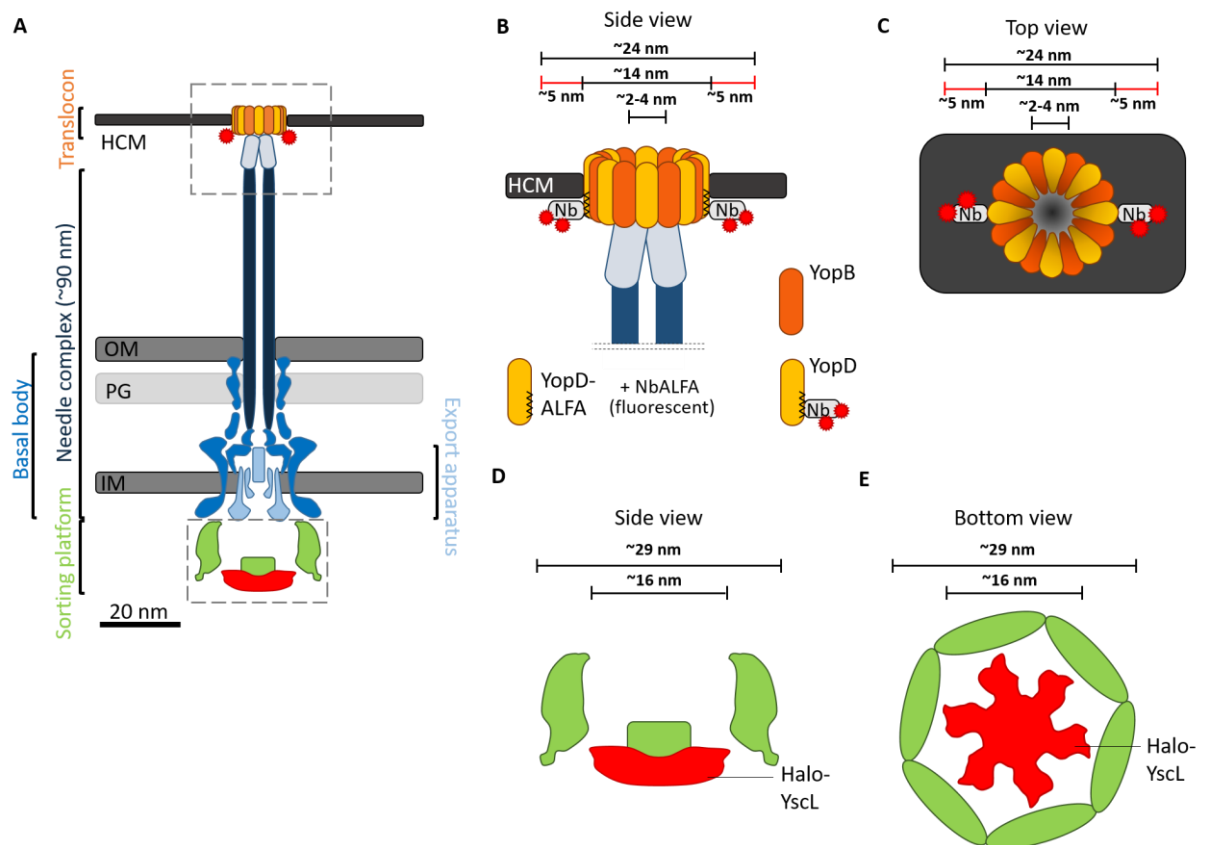 A
Translocon
HCM
Needle complex (~90 nm)
OM
PG
Basal body
IM
Export apparatus
Sorting platform
20 nm
B
Side view
~24 nm
~14 nm
~5 nm
~2-4 nm
~5 nm
HCM
Nb
Nb
YopB
YopD-
ALFA
+ NbALFA
(fluorescent)
YopD
Nb
C
Top view
~24 nm
~14 nm
~5 nm
~2-4 nm
~5 nm
Nb
Nb
D
Side view
~29 nm
~16 nm
Halo-
YscL
E
Bottom view
~29 nm
~16 nm
Halo-
YscL